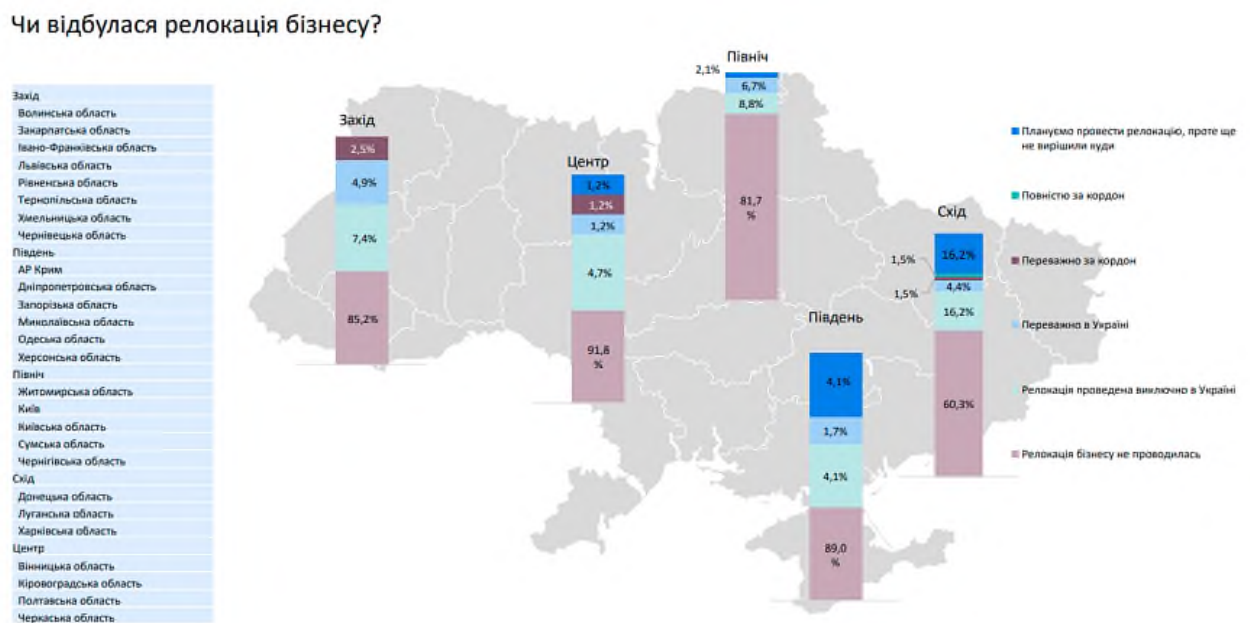 Чи відбулася релокація бізнесу?
Захід
Волинська область
Закарпатська область
Івано-Франківська область
Львівська область
Рівненська область
Тернопільська область
Хмельницька область
Чернівецька область
Південь
АР Крим
Дніпропетровська область
Запорізька область
Миколаївська область
Одеська область
Херсонська область
Північ
Житомирська область
Київ
Київська область
Сумська область
Чернігівська область
Схід
Донецька область
Луганська область
Харківська область
Центр
Вінницька область
Кіровоградська область
Полтавська область
Черкаська область
Захід
2,5%
4,9%
7,4%
85,2%
Центр
1,2%
1,2%
1,2%
4,7%
91,8
%
Північ
2,1%
6,7%
8,8%
81,7
%
Південь
4,1%
1,7%
4,1%
89,0
%
Схід
16,2%
1,5%
1,5%
4,4%
16,2%
60,3%
Плануємо провести релокацію, проте ще
не вирішили куди
Повністю за кордон
Переважно за кордон
Переважно в Україні
Релокація проведена виключно в Україні
Релокація бізнесу не проводилась